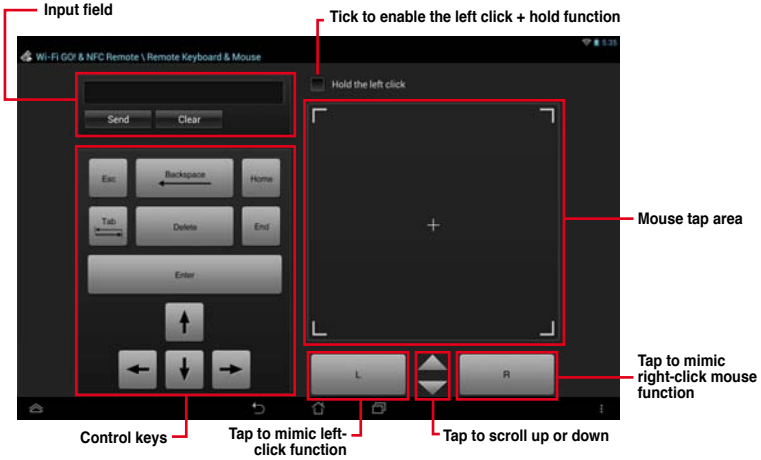 Input field
Tick to enable the left click + hold function
5:35
Wi-Fi GO! & NFC Remote \ Remote Keyboard & Mouse
Hold the left click
Send
Clear
Esc
Backspace
Home
Tab
Delete
End
Mouse tap area
Enter
L
R
Tap to mimic
right-click mouse
function
Control keys
Tap to mimic left-
click function
Tap to scroll up or down